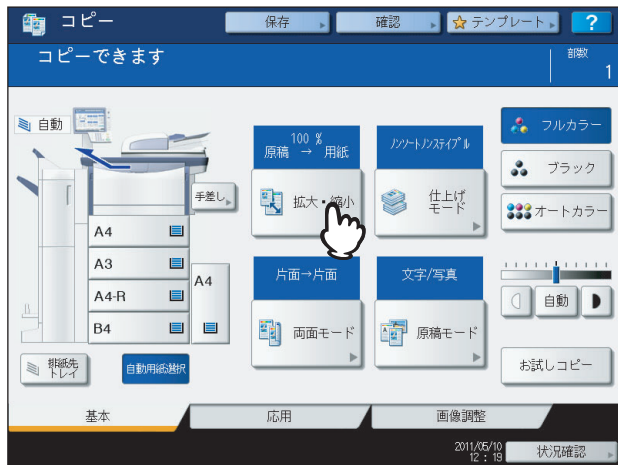 コピー
保存
確認
テンプレート
?
コピーできます
部数
1
自動
手差し
A4
A3
A4-R
B4
A4
排紙先
トレイ
自動用紙選択
100 %
原稿 → 用紙
拡大・縮小
ノンソートノンステイプル
仕上げ
モード
片面→片面
両面モード
文字/写真
原稿モード
フルカラー
ブラック
オートカラー
自動
お試しコピー
基本
応用
画像調整
2011/05/10
12 : 19
状況確認